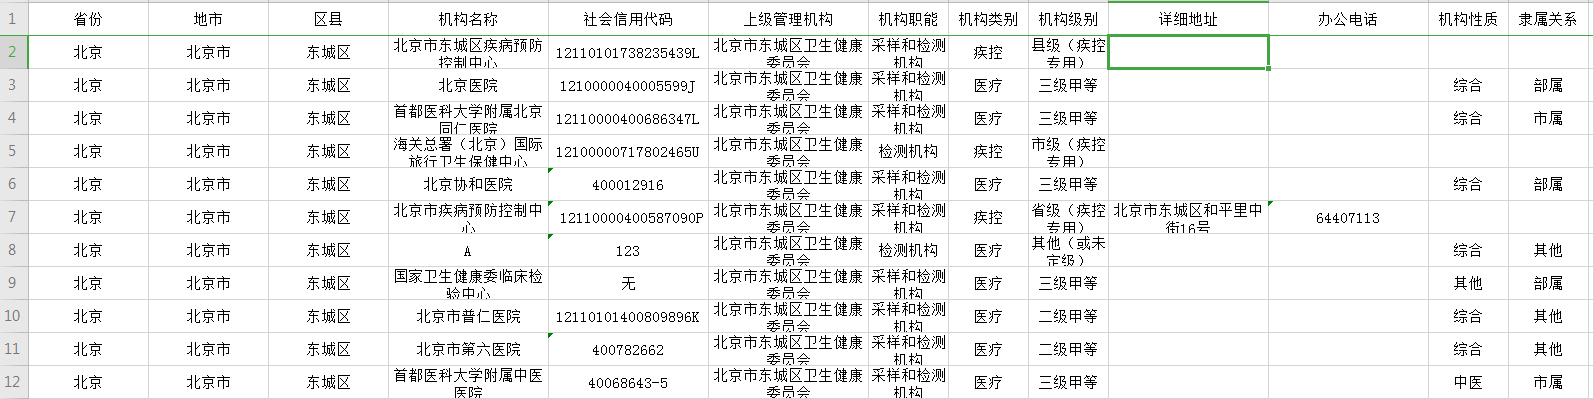 1 省份 地市 区县 机构名称 社会信用代码 上级管理机构 机构职能 机构类别 机构级别 详细地址 办公电话 机构性质 隶属关系
2 北京 北京市 东城区 北京市东城区疾病预防控制中心 12110101738235439L 北京市东城区卫生健康委员会 采样和检测机构 疾控 县级（疾控专用）
3 北京 北京市 东城区 北京医院 1210000040005599J 北京市东城区卫生健康委员会 采样和检测机构 医疗 三级甲等 综合 部属
4 北京 北京市 东城区 首都医科大学附属北京同仁医院 12110000400686347L 北京市东城区卫生健康委员会 采样和检测机构 医疗 三级甲等 综合 市属
5 北京 北京市 东城区 海关总署（北京）国际旅行卫生保健中心 12100000717802465U 北京市东城区卫生健康委员会 检测机构 疾控 市级（疾控专用）
6 北京 北京市 东城区 北京协和医院 400012916 北京市东城区卫生健康委员会 采样和检测机构 医疗 三级甲等 综合 部属
7 北京 北京市 东城区 北京市疾病预防控制中心 12110000400587090P 北京市东城区卫生健康委员会 采样和检测机构 疾控 省级（疾控专用） 北京市东城区和平里中街16号 64407113
8 北京 北京市 东城区 A 123 北京市东城区卫生健康委员会 检测机构 医疗 其他（或未定级） 综合 其他
9 北京 北京市 东城区 国家卫生健康委临床检验中心 无 北京市东城区卫生健康委员会 采样和检测机构 医疗 三级甲等 其他 部属
10 北京 北京市 东城区 北京市普仁医院 12110101400809896K 北京市东城区卫生健康委员会 采样和检测机构 医疗 二级甲等 综合 其他
11 北京 北京市 东城区 北京市第六医院 400782662 北京市东城区卫生健康委员会 采样和检测机构 医疗 二级甲等 综合 其他
12 北京 北京市 东城区 首都医科大学附属中医医院 40068643-5 北京市东城区卫生健康委员会 采样和检测机构 医疗 三级甲等 中医 市属